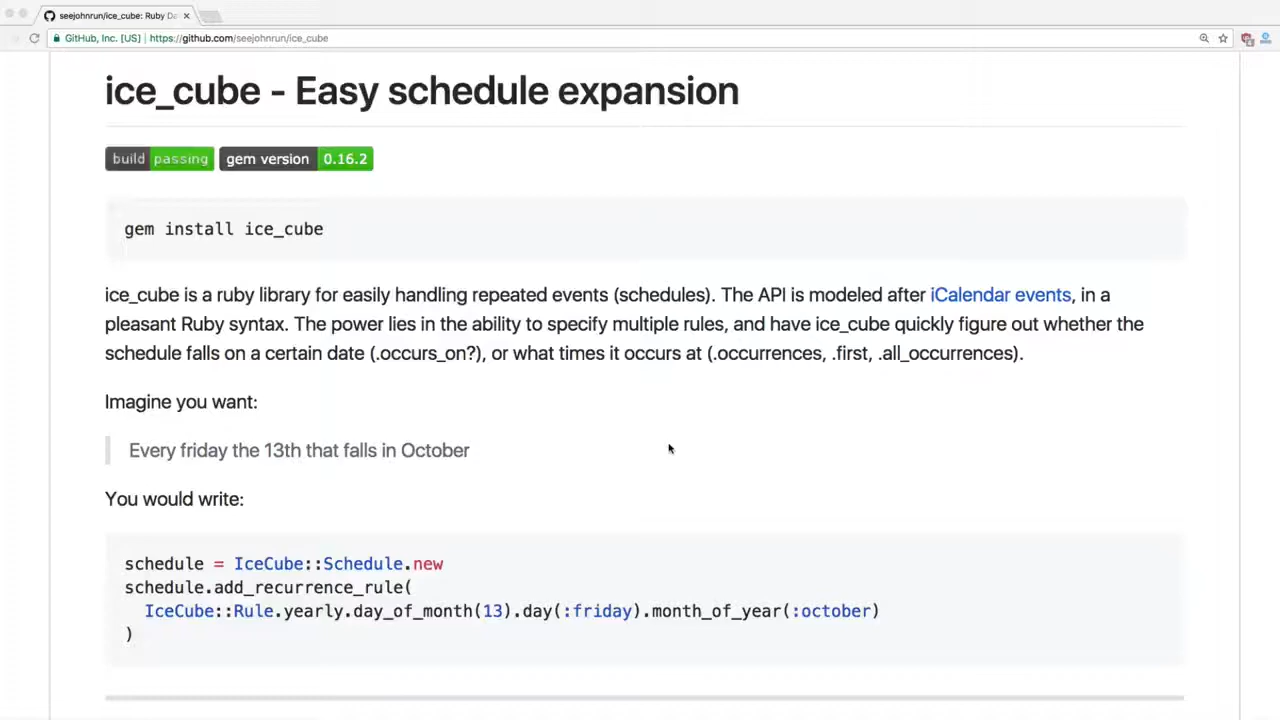 seejohnrun/ice_cube: Ruby Da
GitHub, Inc. [US] | https://github.com/seejohnrun/ice_cube
ice_cube - Easy schedule expansion
build passing gem version 0.16.2
gem install ice_cube
ice_cube is a ruby library for easily handling repeated events (schedules). The API is modeled after iCalendar events, in a
pleasant Ruby syntax. The power lies in the ability to specify multiple rules, and have ice_cube quickly figure out whether the
schedule falls on a certain date (.occurs_on?), or what times it occurs at (.occurrences, .first, .all_occurrences).
Imagine you want:
Every friday the 13th that falls in October
You would write:
schedule = IceCube::Schedule.new
schedule.add_recurrence_rule(
IceCube::Rule.yearly.day_of_month(13).day(:friday).month_of_year(:october)
)